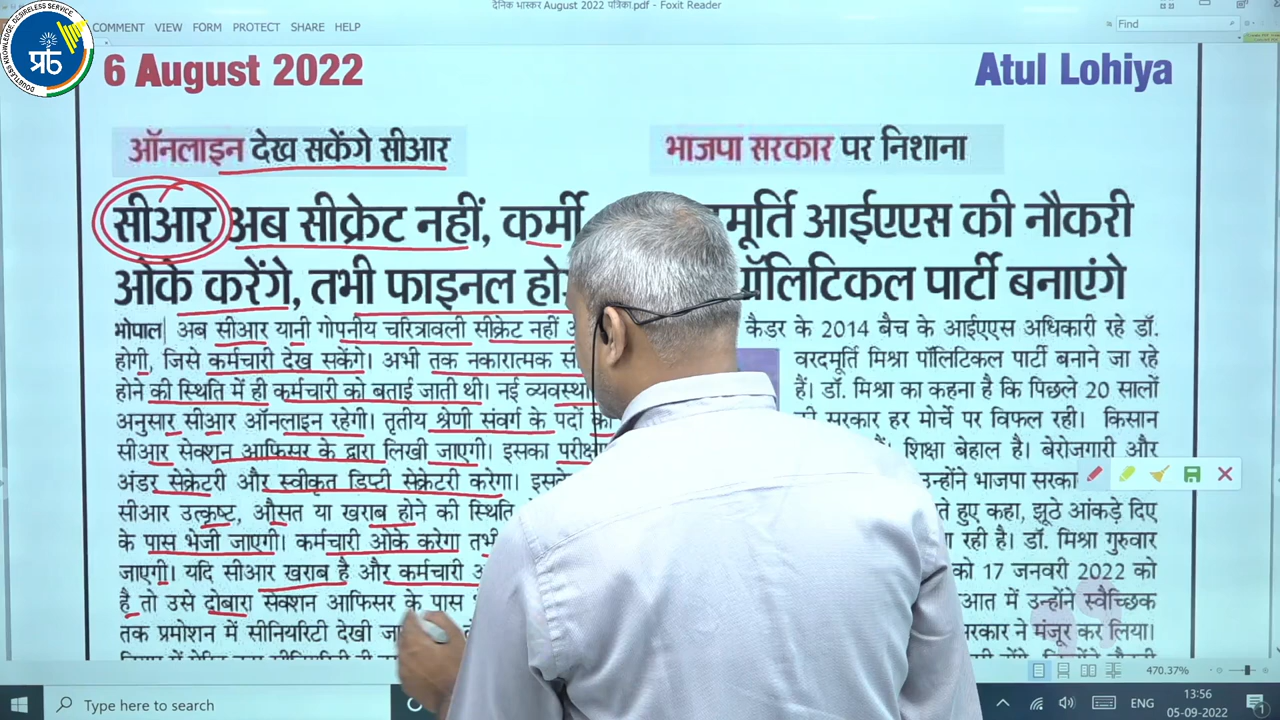 दैनिक भास्कर August 2022 पत्रिका.pdf - Foxit Reader
COMMENT VIEW FORM PROTECT SHARE HELP
Find
DOUBTLESS KNOWLEDGE, DESIRELESS SERVICE
6 August 2022
Atul Lohiya
ऑनलाइन देख सकेंगे सीआर
सीआर अब सीक्रेट नहीं, कर्मी
ओके करेंगे, तभी फाइनल
भोपाल| अब सीआर यानी गोपनीय चरित्रावली सीक्रेट नहीं
होगी, जिसे कर्मचारी देख सकेंगे। अभी तक नकारात्मक
होने की स्थिति में ही कर्मचारी को बताई जाती थी। नई व्यवस्था
अनुसार सीआर ऑनलाइन रहेगी। तृतीय श्रेणी संवर्ग के पदों
सीआर सेक्शन आफिसर के द्वारा लिखी जाएगी। इसका
अंडर सेक्रेटरी और स्वीकृत डिप्टी सेक्रेटरी करेगा।
सीआर उत्कृष्ट, औसत या खराब होने की स्थिति
के पास भेजी जाएगी। कर्मचारी ओके करेगा
जाएगी। यदि सीआर खराब है और कर्मचारी
है तो उसे दोबारा सेक्शन आफिसर के पास
तक प्रमोशन में सीनियरिटी देखी
भाजपा सरकार पर निशाना
आईएएस की नौकरी
पॉलिटिकल पार्टी बनाएंगे
कैडर के 2014 बैच के आईएएस अधिकारी रहे डॉ.
वरदमूर्ति मिश्रा पॉलिटिकल पार्टी बनाने जा रहे
हैं। डॉ. मिश्रा का कहना है कि पिछले 20 सालों
सरकार हर मोर्चे पर विफल रही। किसान
शिक्षा बेहाल है। बेरोजगारी और
उन्होंने भाजपा
हुए कहा, झूठे आंकड़े दिए
रही है। डॉ. मिश्रा गुरुवार
को 17 जनवरी 2022 को
में उन्होंने स्वैच्छिक
ने मंजूर कर लिया।
470.37%
Type here to search
ENG
13:56
05-09-2022